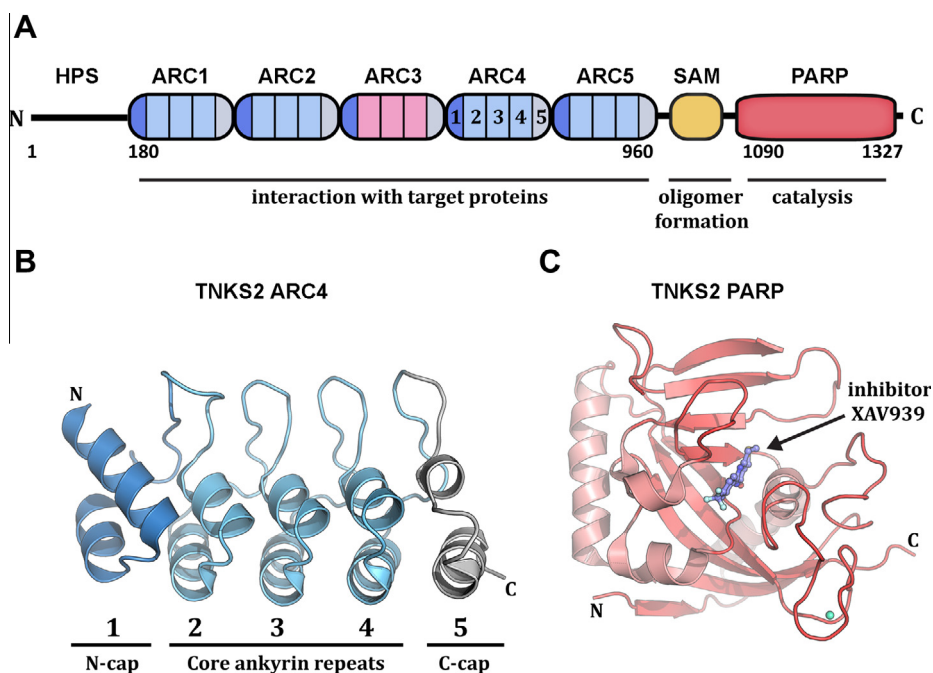 A
HPS ARC1 ARC2 ARC3 ARC4 ARC5 SAM PARP
N 1 2 3 4 5 C
1 180 960 1090 1327
interaction with target proteins oligomer formation catalysis
B
TNKS2 ARC4
N
C
1 2 3 4 5
N-cap Core ankyrin repeats C-cap
C
TNKS2 PARP
inhibitor
XAV939
C
N